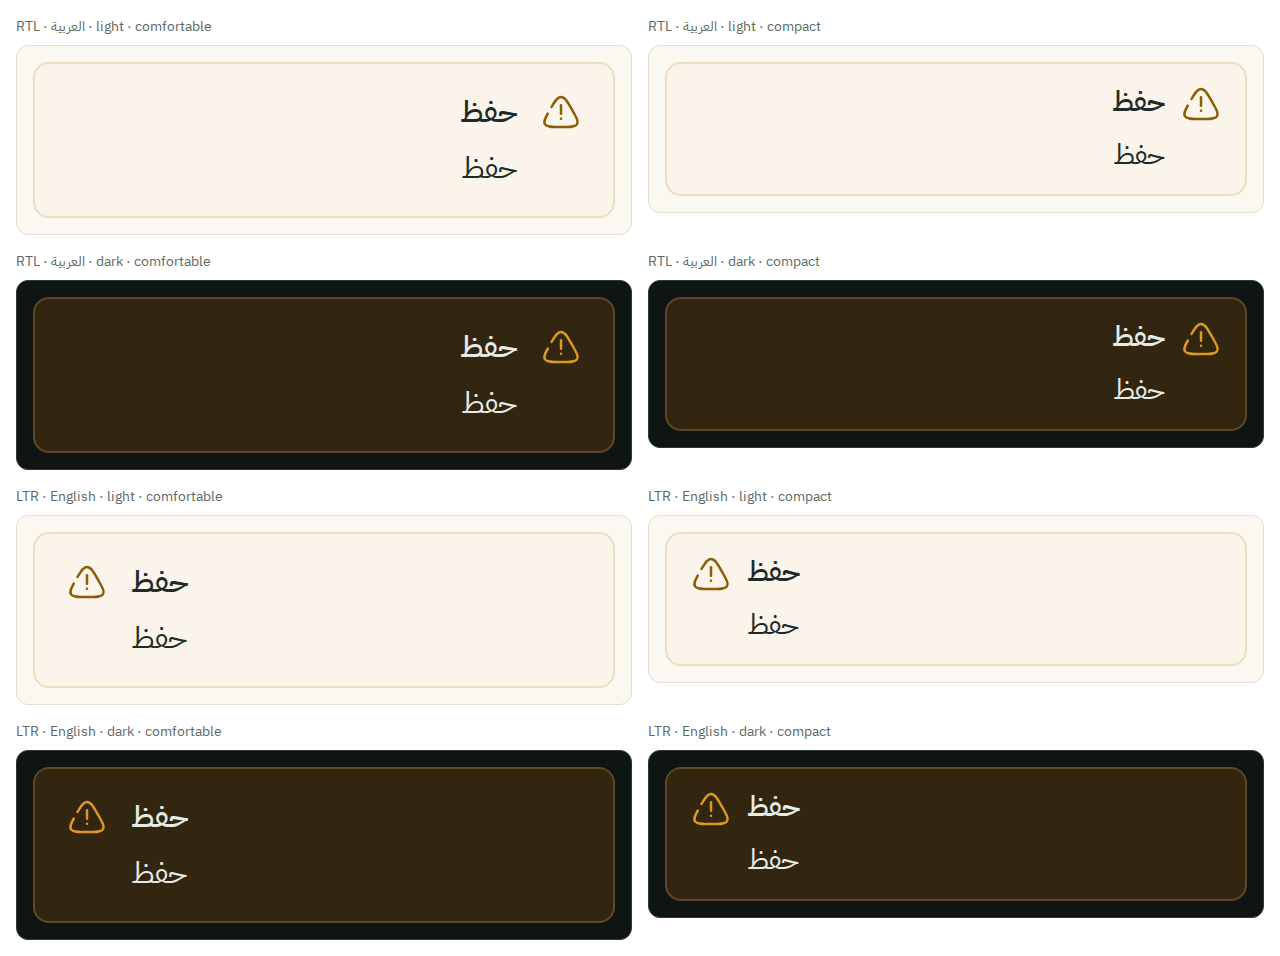 RTL · العربية · light · comfortable
حفظ
حفظ
RTL · العربية · light · compact
حفظ
حفظ
RTL · العربية · dark · comfortable
حفظ
حفظ
RTL · العربية · dark · compact
حفظ
حفظ
LTR · English · light · comfortable
حفظ
حفظ
LTR · English · light · compact
حفظ
حفظ
LTR · English · dark · comfortable
حفظ
حفظ
LTR · English · dark · compact
حفظ
حفظ